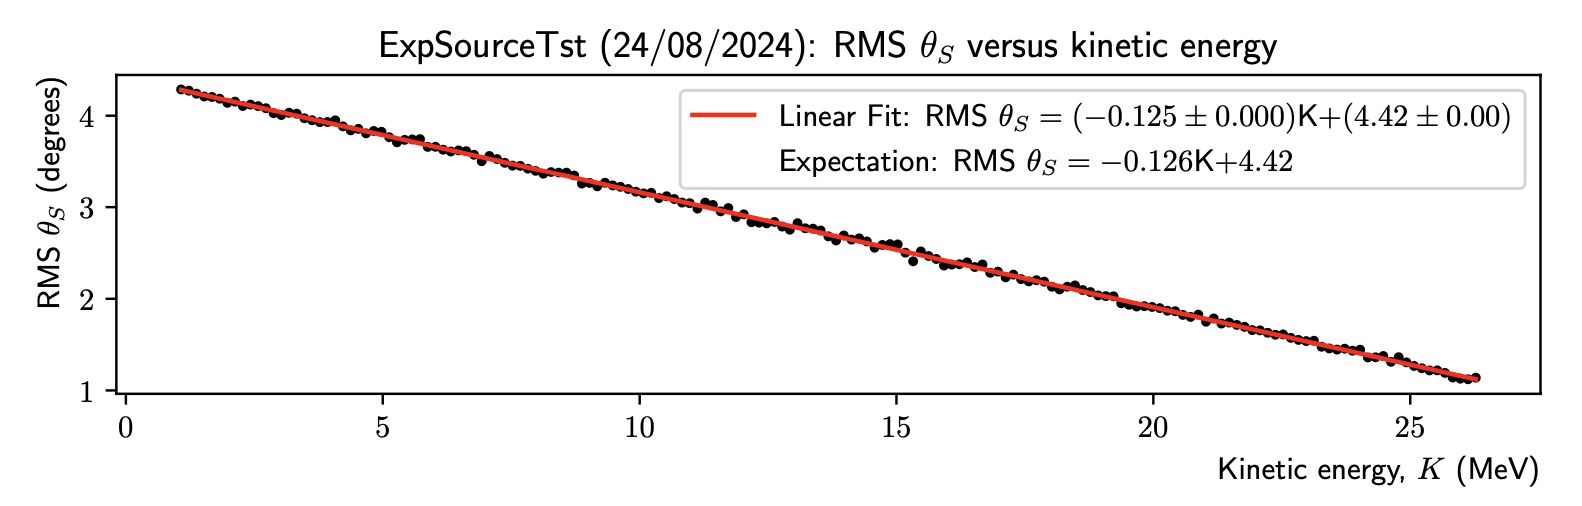 ExpSourceTst (24/08/2024): RMS θ_S versus kinetic energy
RMS θ_S (degrees)
4
3
2
1
Linear Fit: RMS θ_S = (−0.125 ± 0.000)K+(4.42 ± 0.00)
Expectation: RMS θ_S = −0.126K+4.42
0 5 10 15 20 25
Kinetic energy, K (MeV)